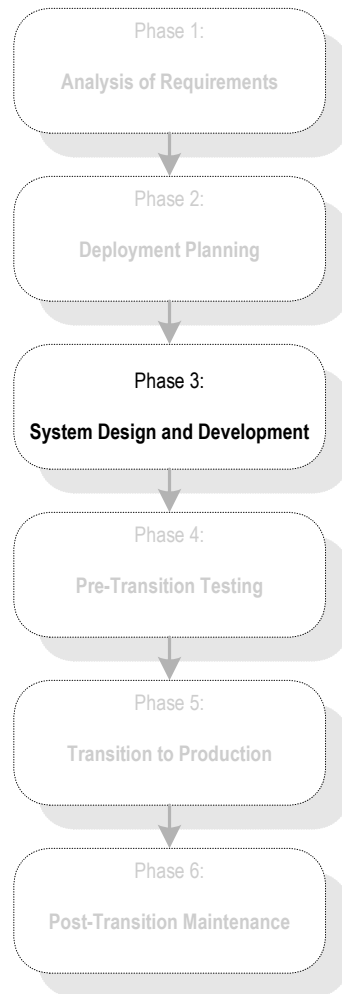 Phase 1:
Analysis of Requirements
Phase 2:
Deployment Planning
Phase 3:
System Design and Development
Phase 4:
Pre-Transition Testing
Phase 5:
Transition to Production
Phase 6:
Post-Transition Maintenance